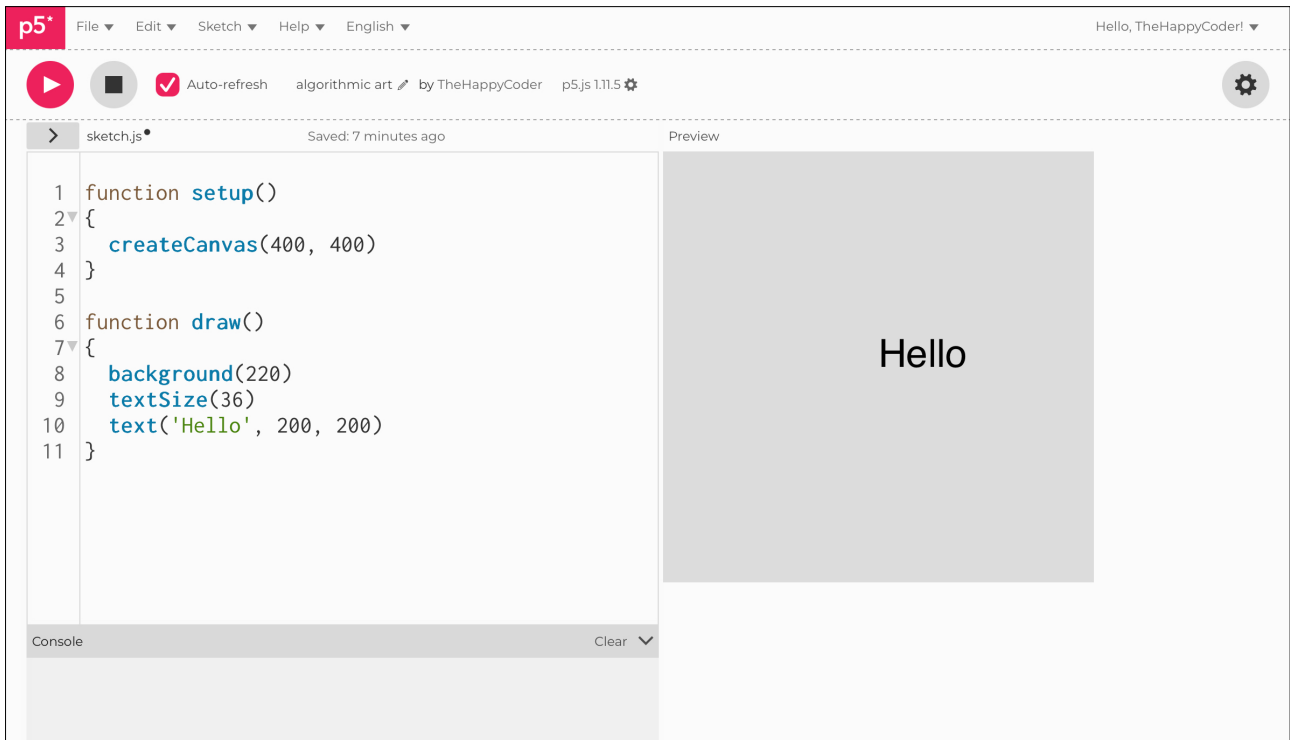 p5* File Edit Sketch Help English Hello, TheHappyCoder!
Auto-refresh algorithmic art by TheHappyCoder p5.js 1.11.5
sketch.js Saved: 7 minutes ago Preview
1 function setup()
2 {
3 createCanvas(400, 400)
4 }
5
6 function draw()
7 {
8 background(220)
9 textSize(36)
10 text('Hello', 200, 200)
11 }
Hello
Console Clear